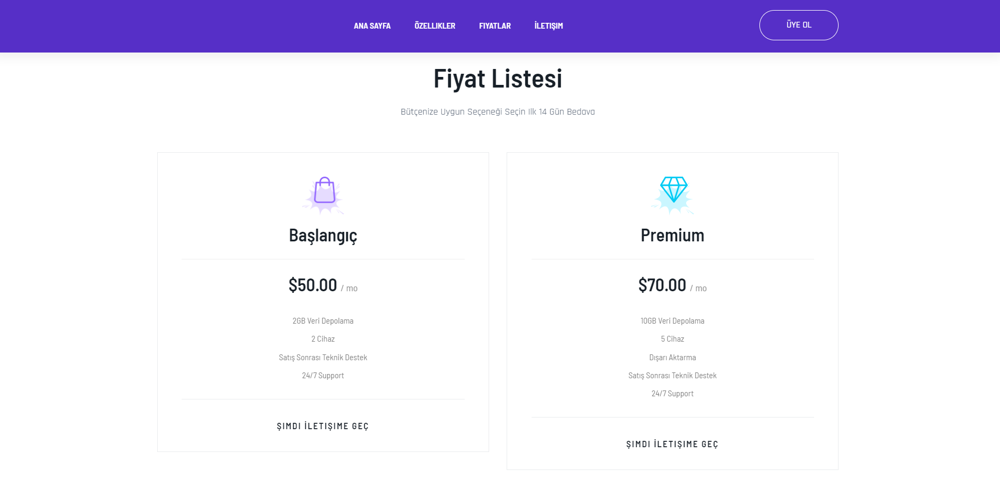 ANA SAYFA ÖZELLIKLER FIYATLAR İLETIŞIM ÜYE OL
Fiyat Listesi
Bütçenize Uygun Seçeneği Seçin Ilk 14 Gün Bedava
Başlangıç
$50.00 / mo
2GB Veri Depolama
2 Cihaz
Satış Sonrası Teknik Destek
24/7 Support
ŞIMDI İLETIŞIME GEÇ
Premium
$70.00 / mo
10GB Veri Depolama
5 Cihaz
Dışarı Aktarma
Satış Sonrası Teknik Destek
24/7 Support
ŞIMDI İLETIŞIME GEÇ